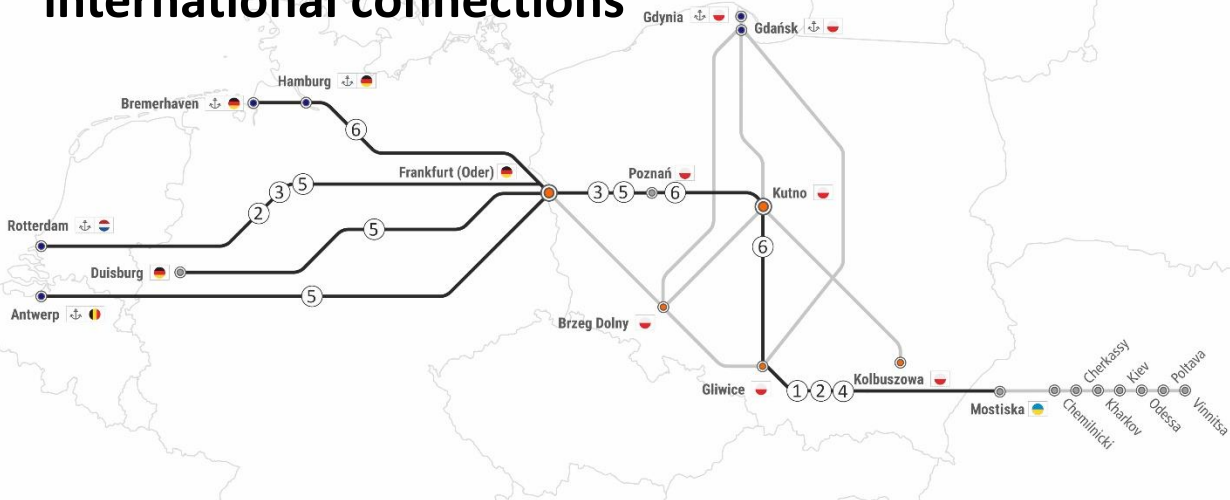 international connections
Gdynia
Gdańsk
Hamburg
Bremerhaven
6
Frankfurt (Oder)
Poznań
3 5 6
Kutno
2 3 5
Rotterdam
5
6
Duisburg
5
Antwerp
Brzeg Dolny
Gliwice
1 2 4
Kolbuszowa
Mostiska
Chemilnicki
Cherkassy
Kharkov
Kiev
Odessa
Połtava
Vinnitsa